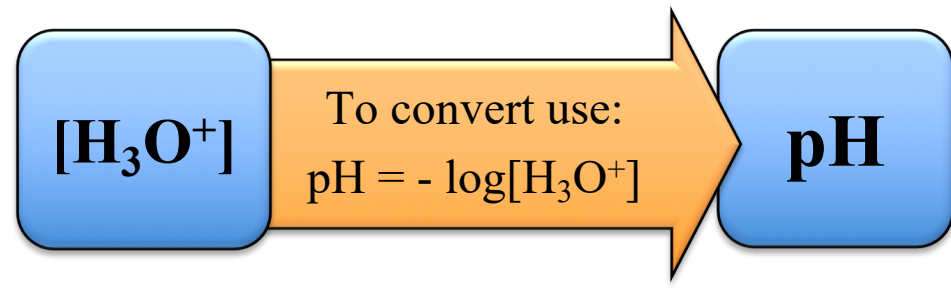 [H₃O⁺]
To convert use:
pH = - log[H₃O⁺]
pH